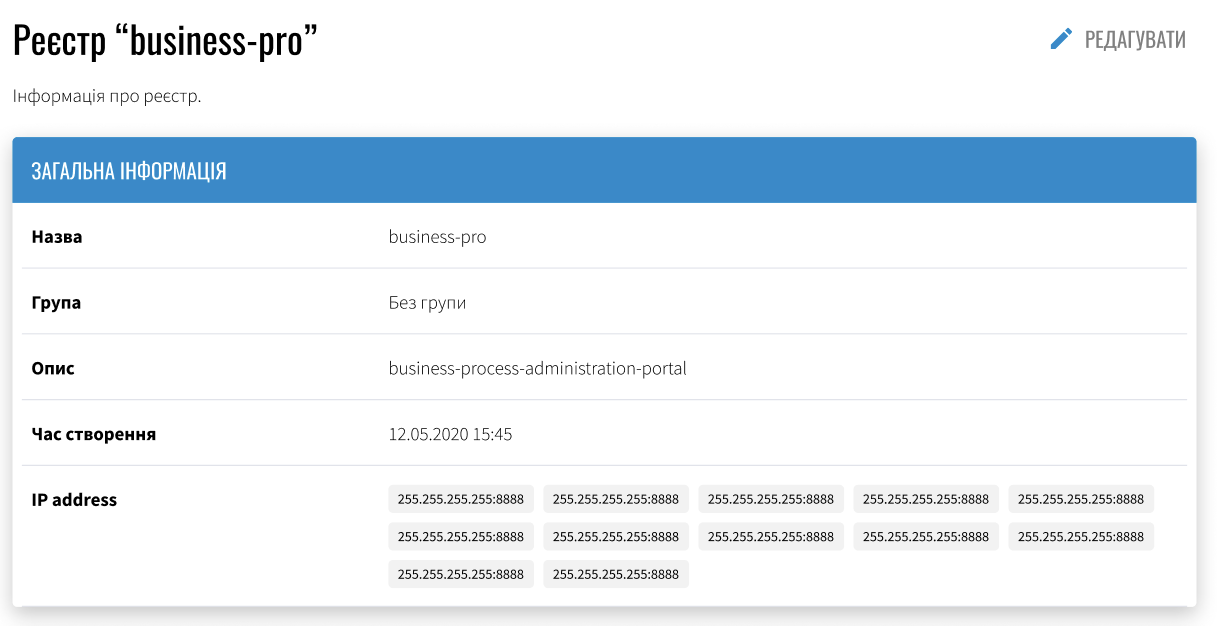 Реєстр “business-pro”
РЕДАГУВАТИ
Інформація про реєстр.
ЗАГАЛЬНА ІНФОРМАЦІЯ
Назва business-pro
Група Без групи
Опис business-process-administration-portal
Час створення 12.05.2020 15:45
IP address 255.255.255.255:8888 255.255.255.255:8888 255.255.255.255:8888 255.255.255.255:8888 255.255.255.255:8888
255.255.255.255:8888 255.255.255.255:8888 255.255.255.255:8888 255.255.255.255:8888 255.255.255.255:8888
255.255.255.255:8888 255.255.255.255:8888